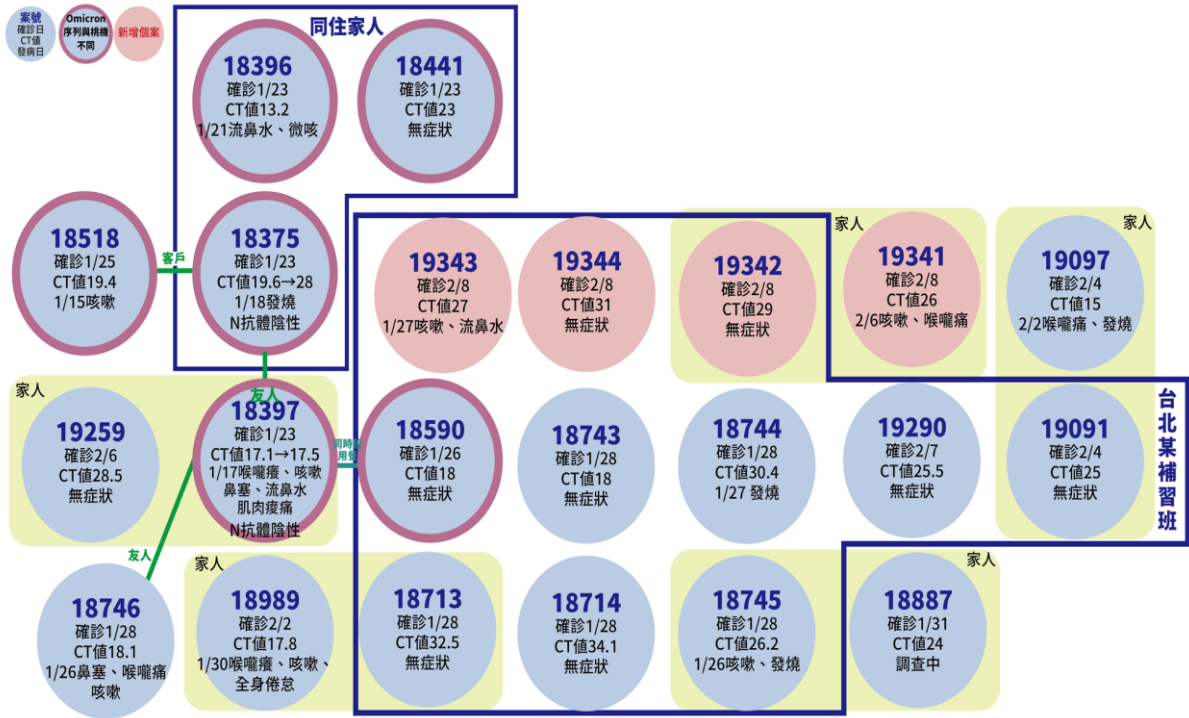 案號
確診日
CT值
發病日
Omicron
序列與桃機
不同
新增個案
同住家人
18396
確診1/23
CT值13.2
1/21流鼻水、微咳
18441
確診1/23
CT值23
無症狀
18518
確診1/25
CT值19.4
1/15咳嗽
客戶
18375
確診1/23
CT值19.6→28
1/18發燒
N抗體陰性
19343
確診2/8
CT值27
1/27咳嗽、流鼻水
19344
確診2/8
CT值31
無症狀
19342
確診2/8
CT值29
無症狀
家人
19341
確診2/8
CT值26
2/6咳嗽、喉嚨痛
家人
19097
確診2/4
CT值15
2/2喉嚨痛、發燒
家人
19259
確診2/6
CT值28.5
無症狀
友人
18397
確診1/23
CT值17.1→17.5
1/17喉嚨癢、咳嗽
鼻塞、流鼻水
肌肉痠痛
N抗體陰性
同時段
用餐
18590
確診1/26
CT值18
無症狀
18743
確診1/28
CT值18
無症狀
18744
確診1/28
CT值30.4
1/27 發燒
19290
確診2/7
CT值25.5
無症狀
19091
確診2/4
CT值25
無症狀
台北某補習班
友人
18746
確診1/28
CT值18.1
1/26鼻塞、喉嚨痛
咳嗽
家人
18989
確診2/2
CT值17.8
1/30喉嚨癢、咳嗽、
全身倦怠
18713
確診1/28
CT值32.5
無症狀
18714
確診1/28
CT值34.1
無症狀
18745
確診1/28
CT值26.2
1/26咳嗽、發燒
家人
18887
確診1/31
CT值24
調查中